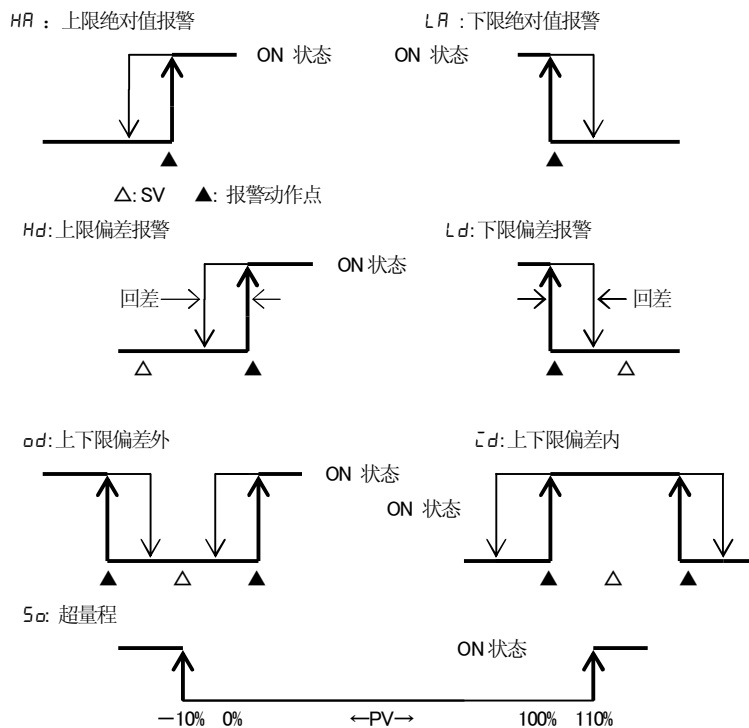 HA：上限绝对值报警
LA：下限绝对值报警
ON 状态
ON 状态
△: SV ▲: 报警动作点
Hd: 上限偏差报警
Ld: 下限偏差报警
ON 状态
回差
回差
△ ▲
▲ △
od: 上下限偏差外
id: 上下限偏差内
ON 状态
ON 状态
▲ △ ▲
▲ △ ▲
So: 超量程
ON 状态
－10% 0% ←PV→ 100% 110%